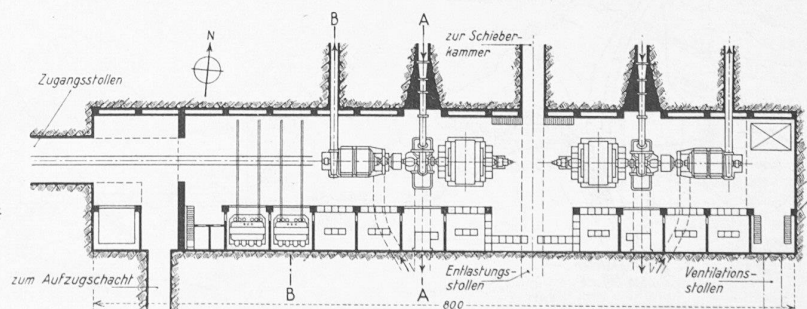 B
A
zur Schieber-
kammer
N
Zugangsstollen
zum Aufzugschacht
B
A
Entlastungs-
stollen
Ventilations-
stollen
800